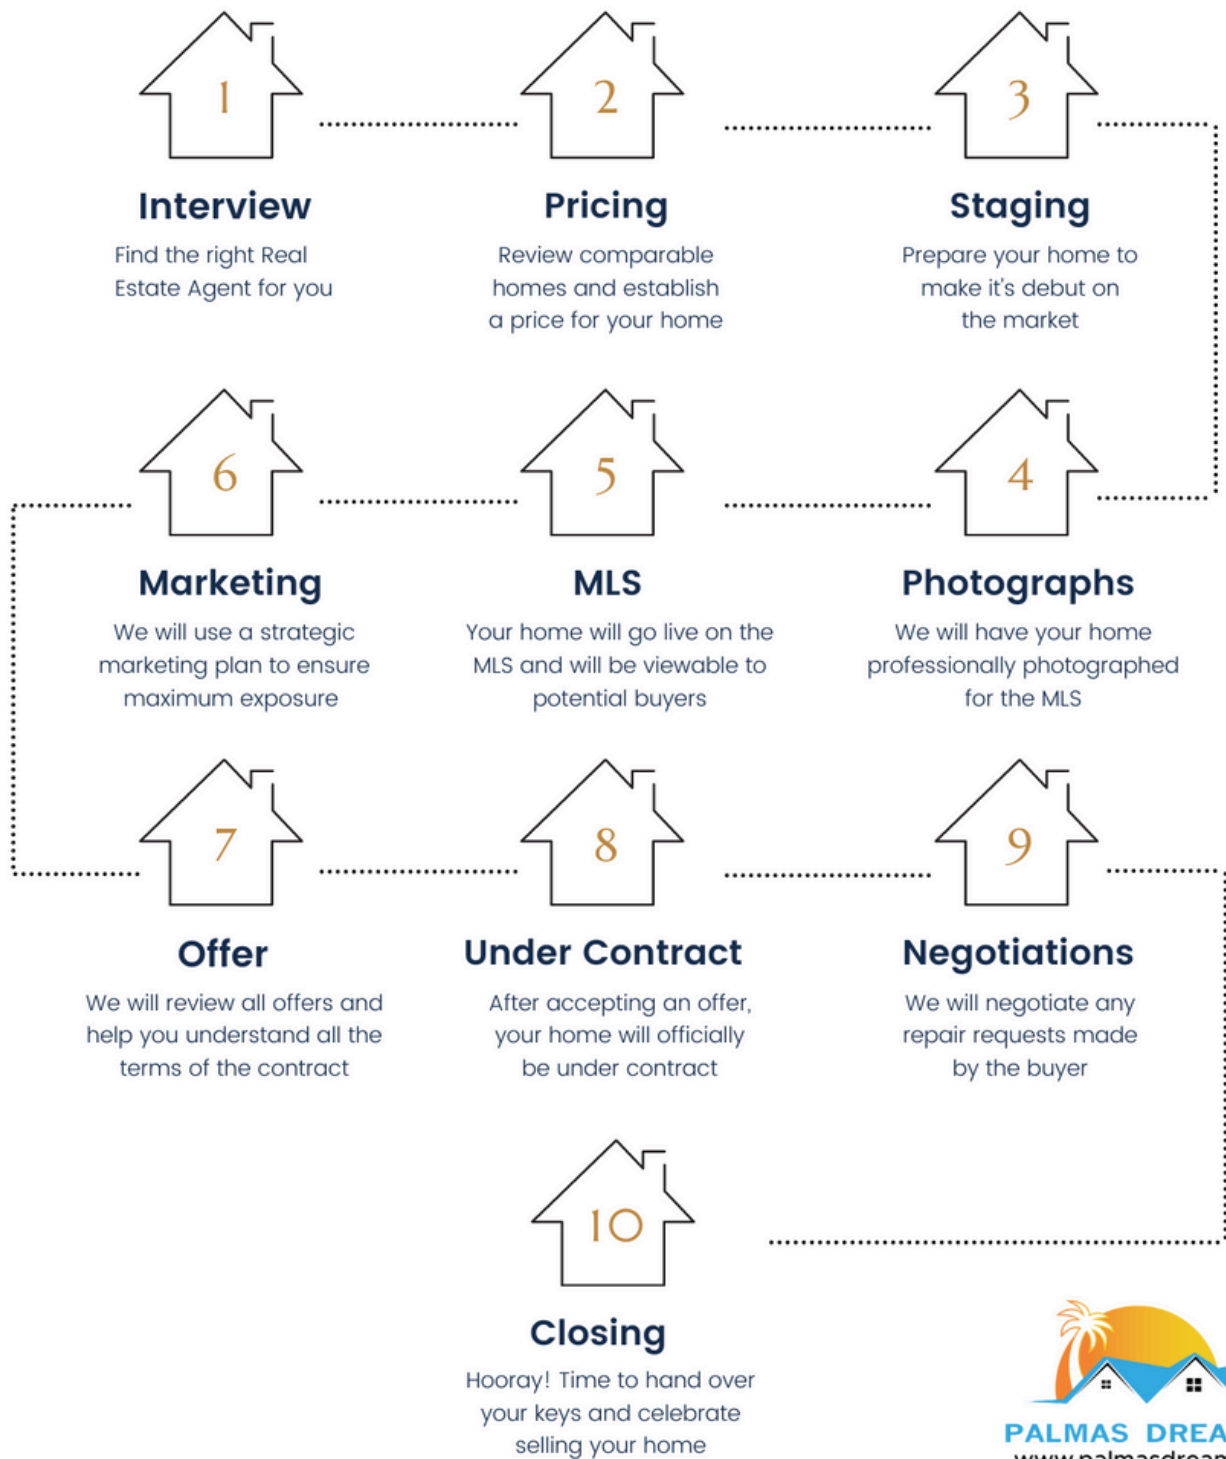 1
Interview
Find the right Real
Estate Agent for you
2
Pricing
Review comparable
homes and establish
a price for your home
3
Staging
Prepare your home to
make it's debut on
the market
4
Photographs
We will have your home
professionally photographed
for the MLS
5
MLS
Your home will go live on the
MLS and will be viewable to
potential buyers
6
Marketing
We will use a strategic
marketing plan to ensure
maximum exposure
7
Offer
We will review all offers and
help you understand all the
terms of the contract
8
Under Contract
After accepting an offer,
your home will officially
be under contract
9
Negotiations
We will negotiate any
repair requests made
by the buyer
10
Closing
Hooray! Time to hand over
your keys and celebrate
selling your home
PALMAS